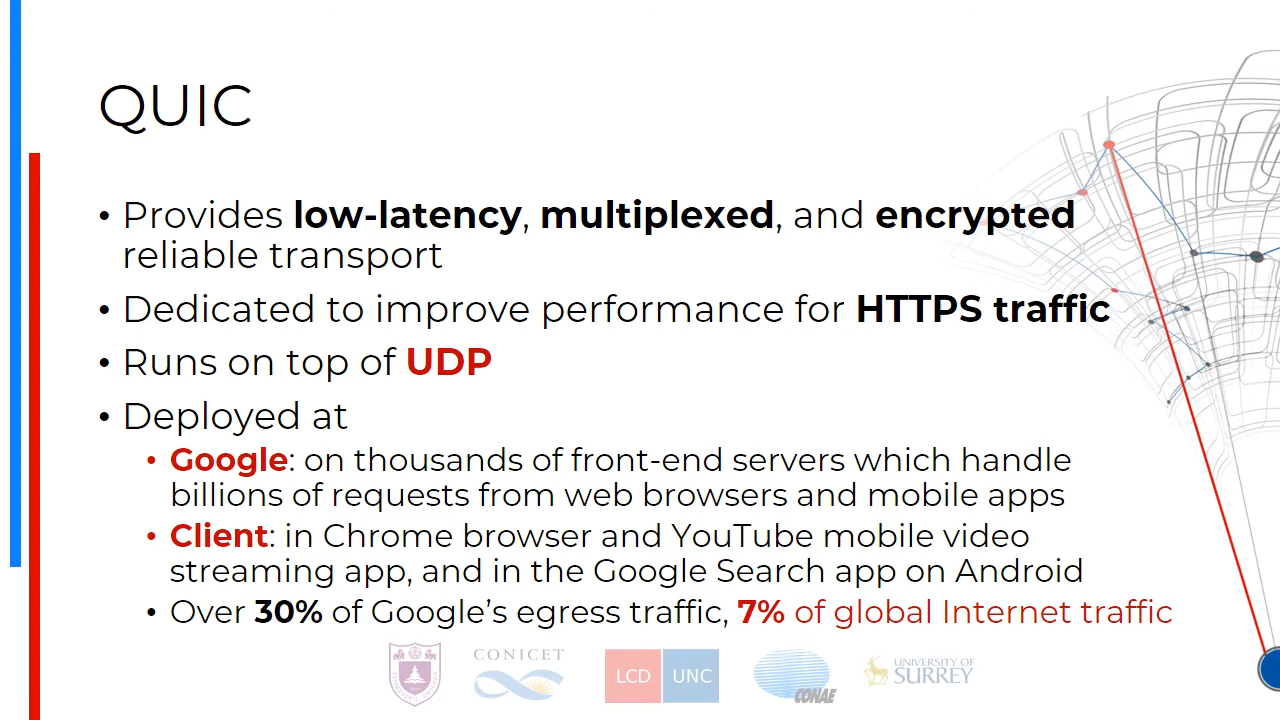 QUIC
• Provides low-latency, multiplexed, and encrypted
reliable transport
• Dedicated to improve performance for HTTPS traffic
• Runs on top of UDP
• Deployed at
• Google: on thousands of front-end servers which handle
billions of requests from web browsers and mobile apps
• Client: in Chrome browser and YouTube mobile video
streaming app, and in the Google Search app on Android
• Over 30% of Google’s egress traffic, 7% of global Internet traffic
CONICET
LCD UNC
CONAE
UNIVERSITY OF
SURREY